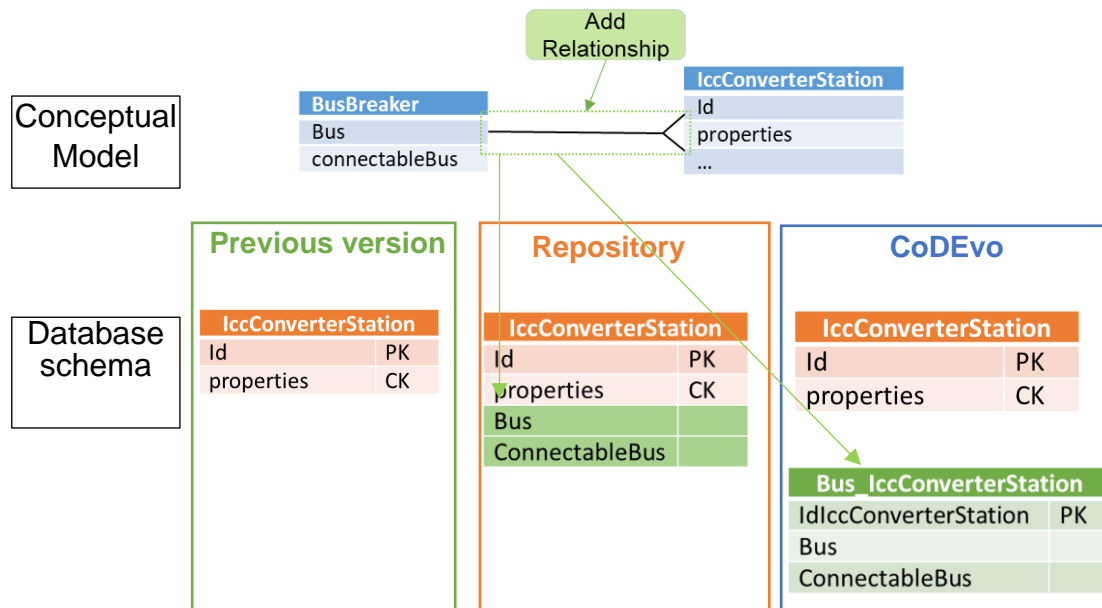 Add
Relationship
Conceptual
Model
BusBreaker
Bus
connectableBus
IccConverterStation
Id
properties
...
Previous version
Repository
CoDEvo
Database
schema
IccConverterStation
Id PK
properties CK
IccConverterStation
Id PK
properties CK
Bus
ConnectableBus
IccConverterStation
Id PK
properties CK
Bus_IccConverterStation
IdIccConverterStation PK
Bus
ConnectableBus